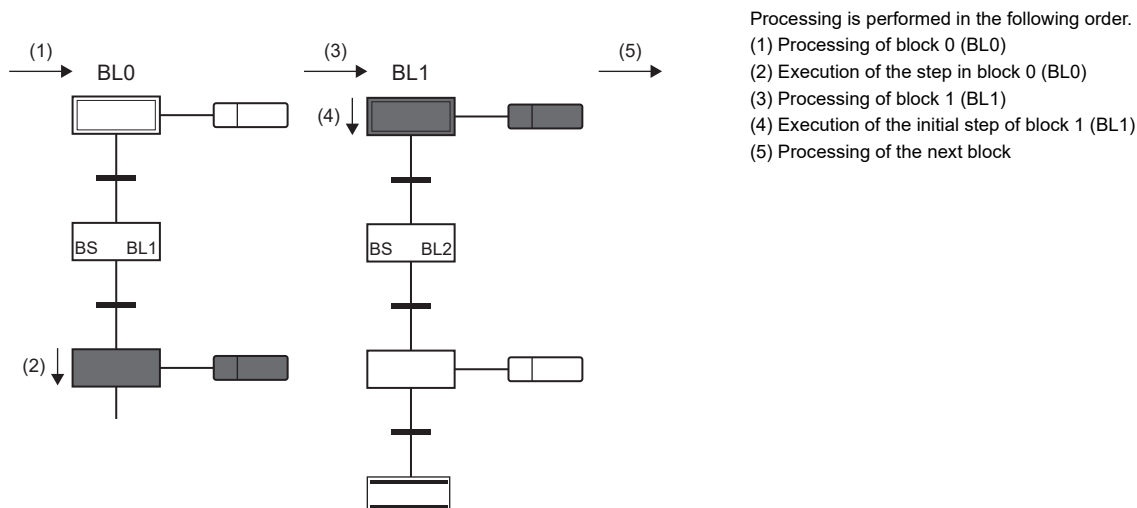 Processing is performed in the following order.
(1) Processing of block 0 (BL0)
(2) Execution of the step in block 0 (BL0)
(3) Processing of block 1 (BL1)
(4) Execution of the initial step of block 1 (BL1)
(5) Processing of the next block
(1)
(3)
(5)
BL0
BL1
(4)
BS BL1
BS BL2
(2)